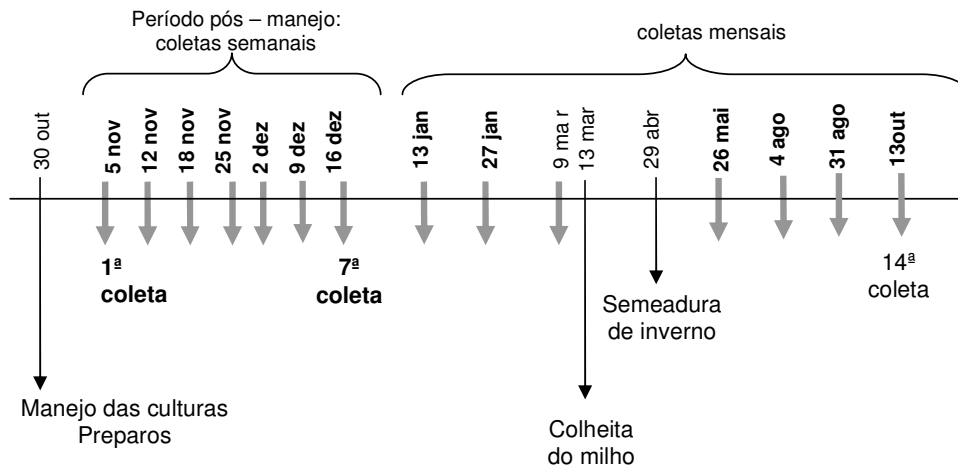 Período pós – manejo:
coletas semanais
coletas mensais
30 out
5 nov
12 nov
18 nov
25 nov
2 dez
9 dez
16 dez
13 jan
27 jan
9 ma r
13 mar
29 abr
26 mai
4 ago
31 ago
13out
1ª
coleta
7ª
coleta
14ª
coleta
Semeadura
de inverno
Manejo das culturas
Preparos
Colheita
do milho